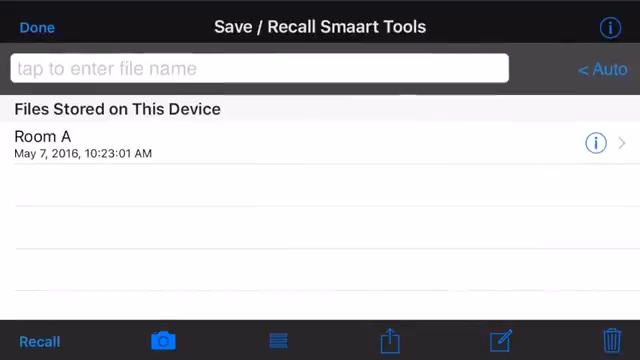 Done
Save / Recall Smaart Tools
tap to enter file name
< Auto
Files Stored on This Device
Room A
May 7, 2016, 10:23:01 AM
Recall